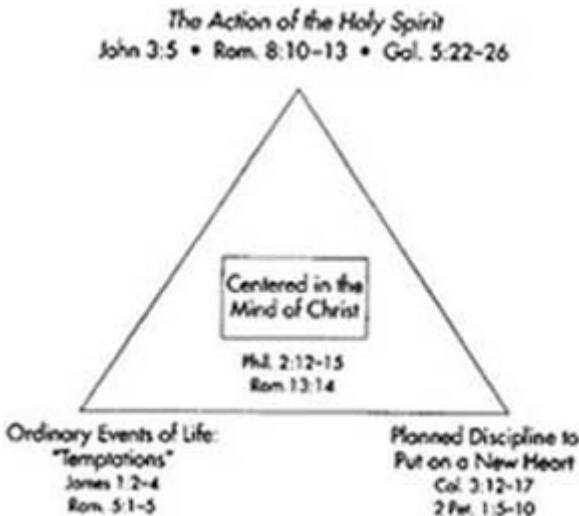 The Action of the Holy Spirit
John 3:5 • Rom. 8:10–13 • Gal. 5:22–26
Centered in the
Mind of Christ
Phil. 2:12–15
Rom 13:14
Ordinary Events of Life:
"Temptations"
James 1:2–4
Rom. 5:1–5
Planned Discipline to
Put on a New Heart
Col. 3:12–17
2 Pet. 1:5–10